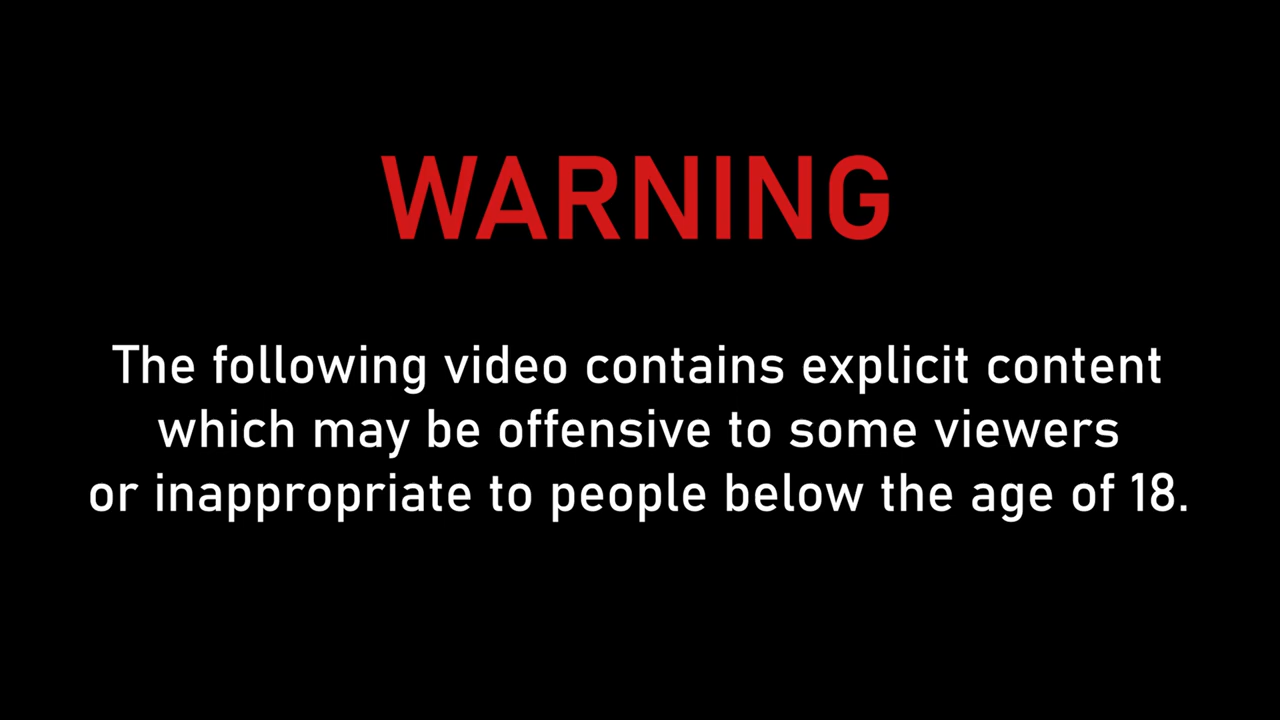 WARNING
The following video contains explicit content
which may be offensive to some viewers
or inappropriate to people below the age of 18.